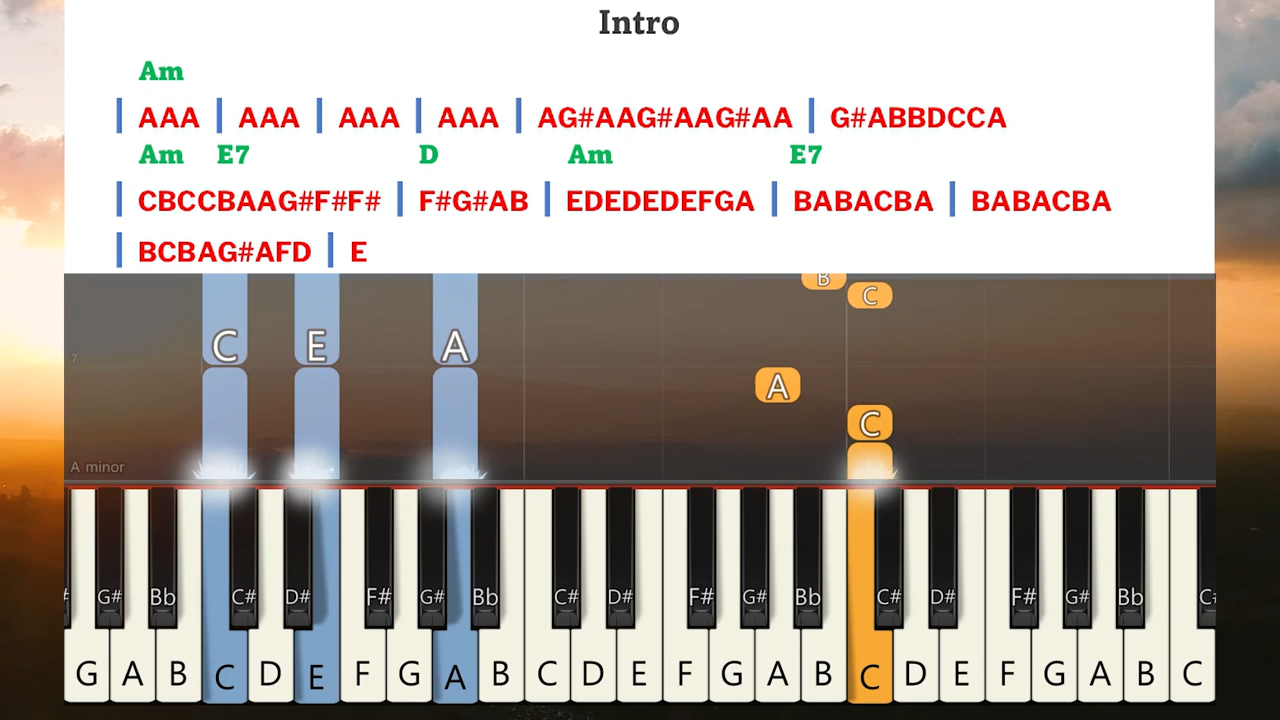 Intro
Am
| AAA | AAA | AAA | AAA | AG#AAG#AAG#AA | G#ABBDCCA
Am E7 D Am E7
| CBCCBAAG#F#F# | F#G#AB | EDEDEDEFGA | BABACBA | BABACBA
| BCBAG#AFD | E
B
C
C E A
7
A
C
A minor
G# Bb C# D# F# G# Bb C# D# F# G# Bb C# D# F# G# Bb C#
G A B C D E F G A B C D E F G A B C D E F G A B C